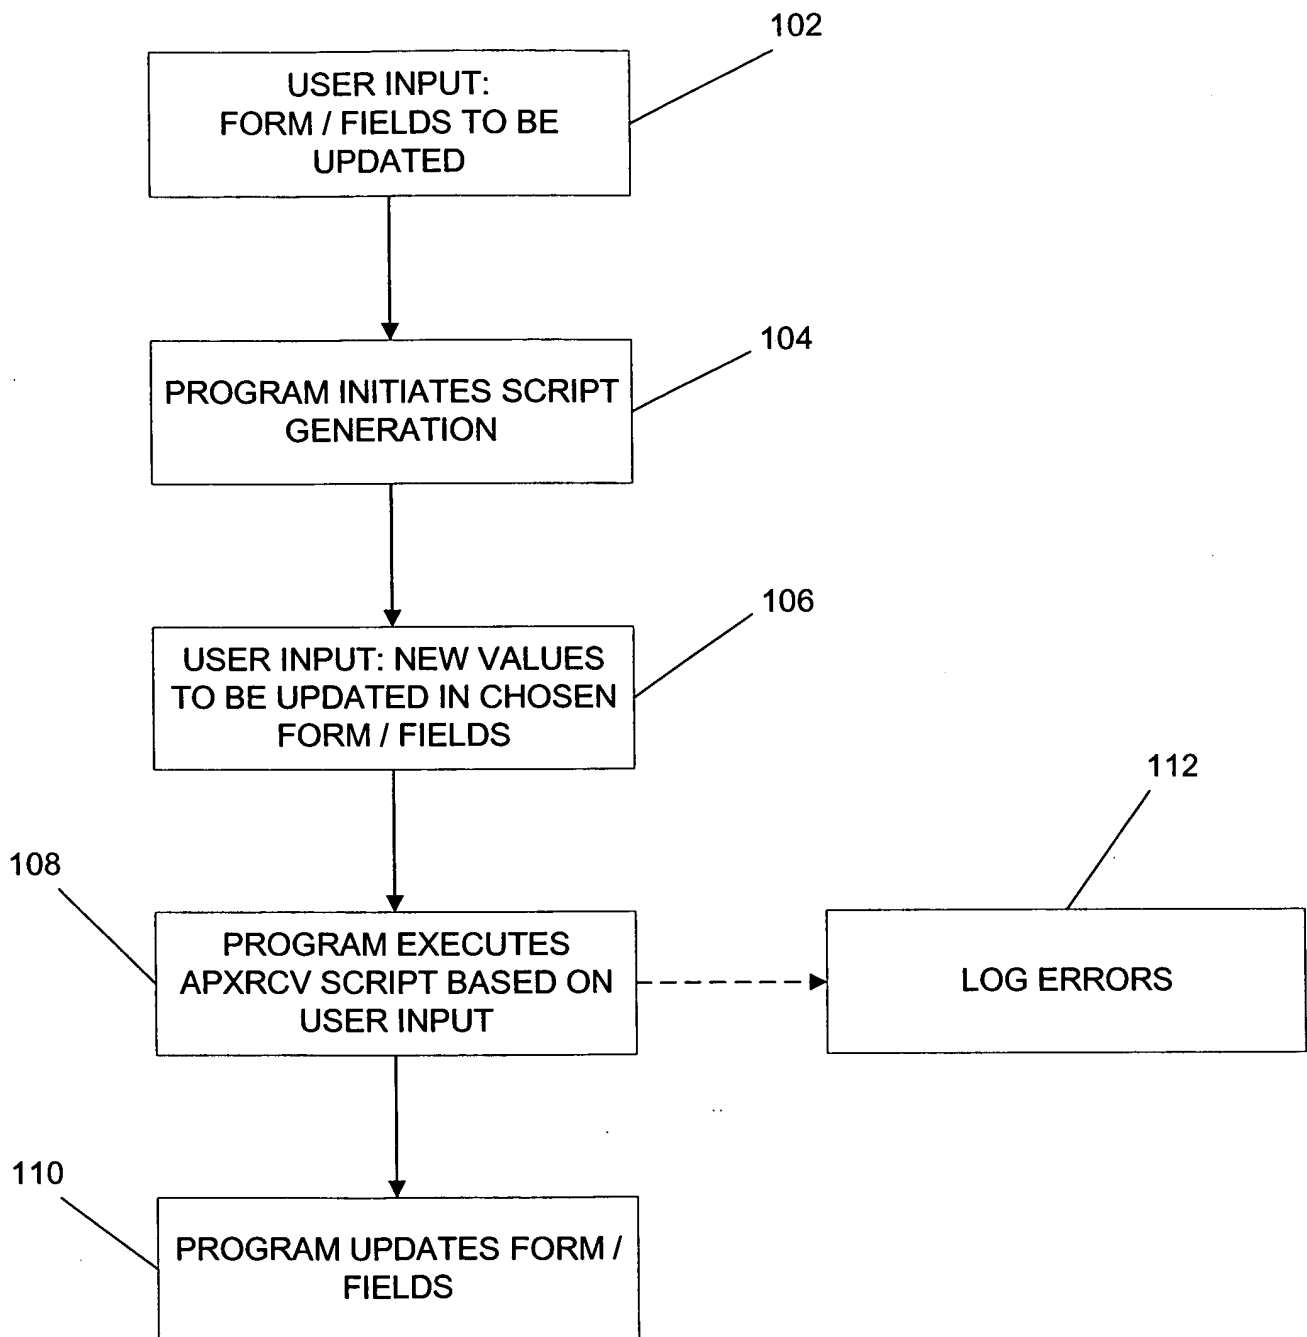 102
USER INPUT:
FORM / FIELDS TO BE
UPDATED
104
PROGRAM INITIATES SCRIPT
GENERATION
106
USER INPUT: NEW VALUES
TO BE UPDATED IN CHOSEN
FORM / FIELDS
112
108
PROGRAM EXECUTES
APXRCV SCRIPT BASED ON
USER INPUT
LOG ERRORS
110
PROGRAM UPDATES FORM /
FIELDS